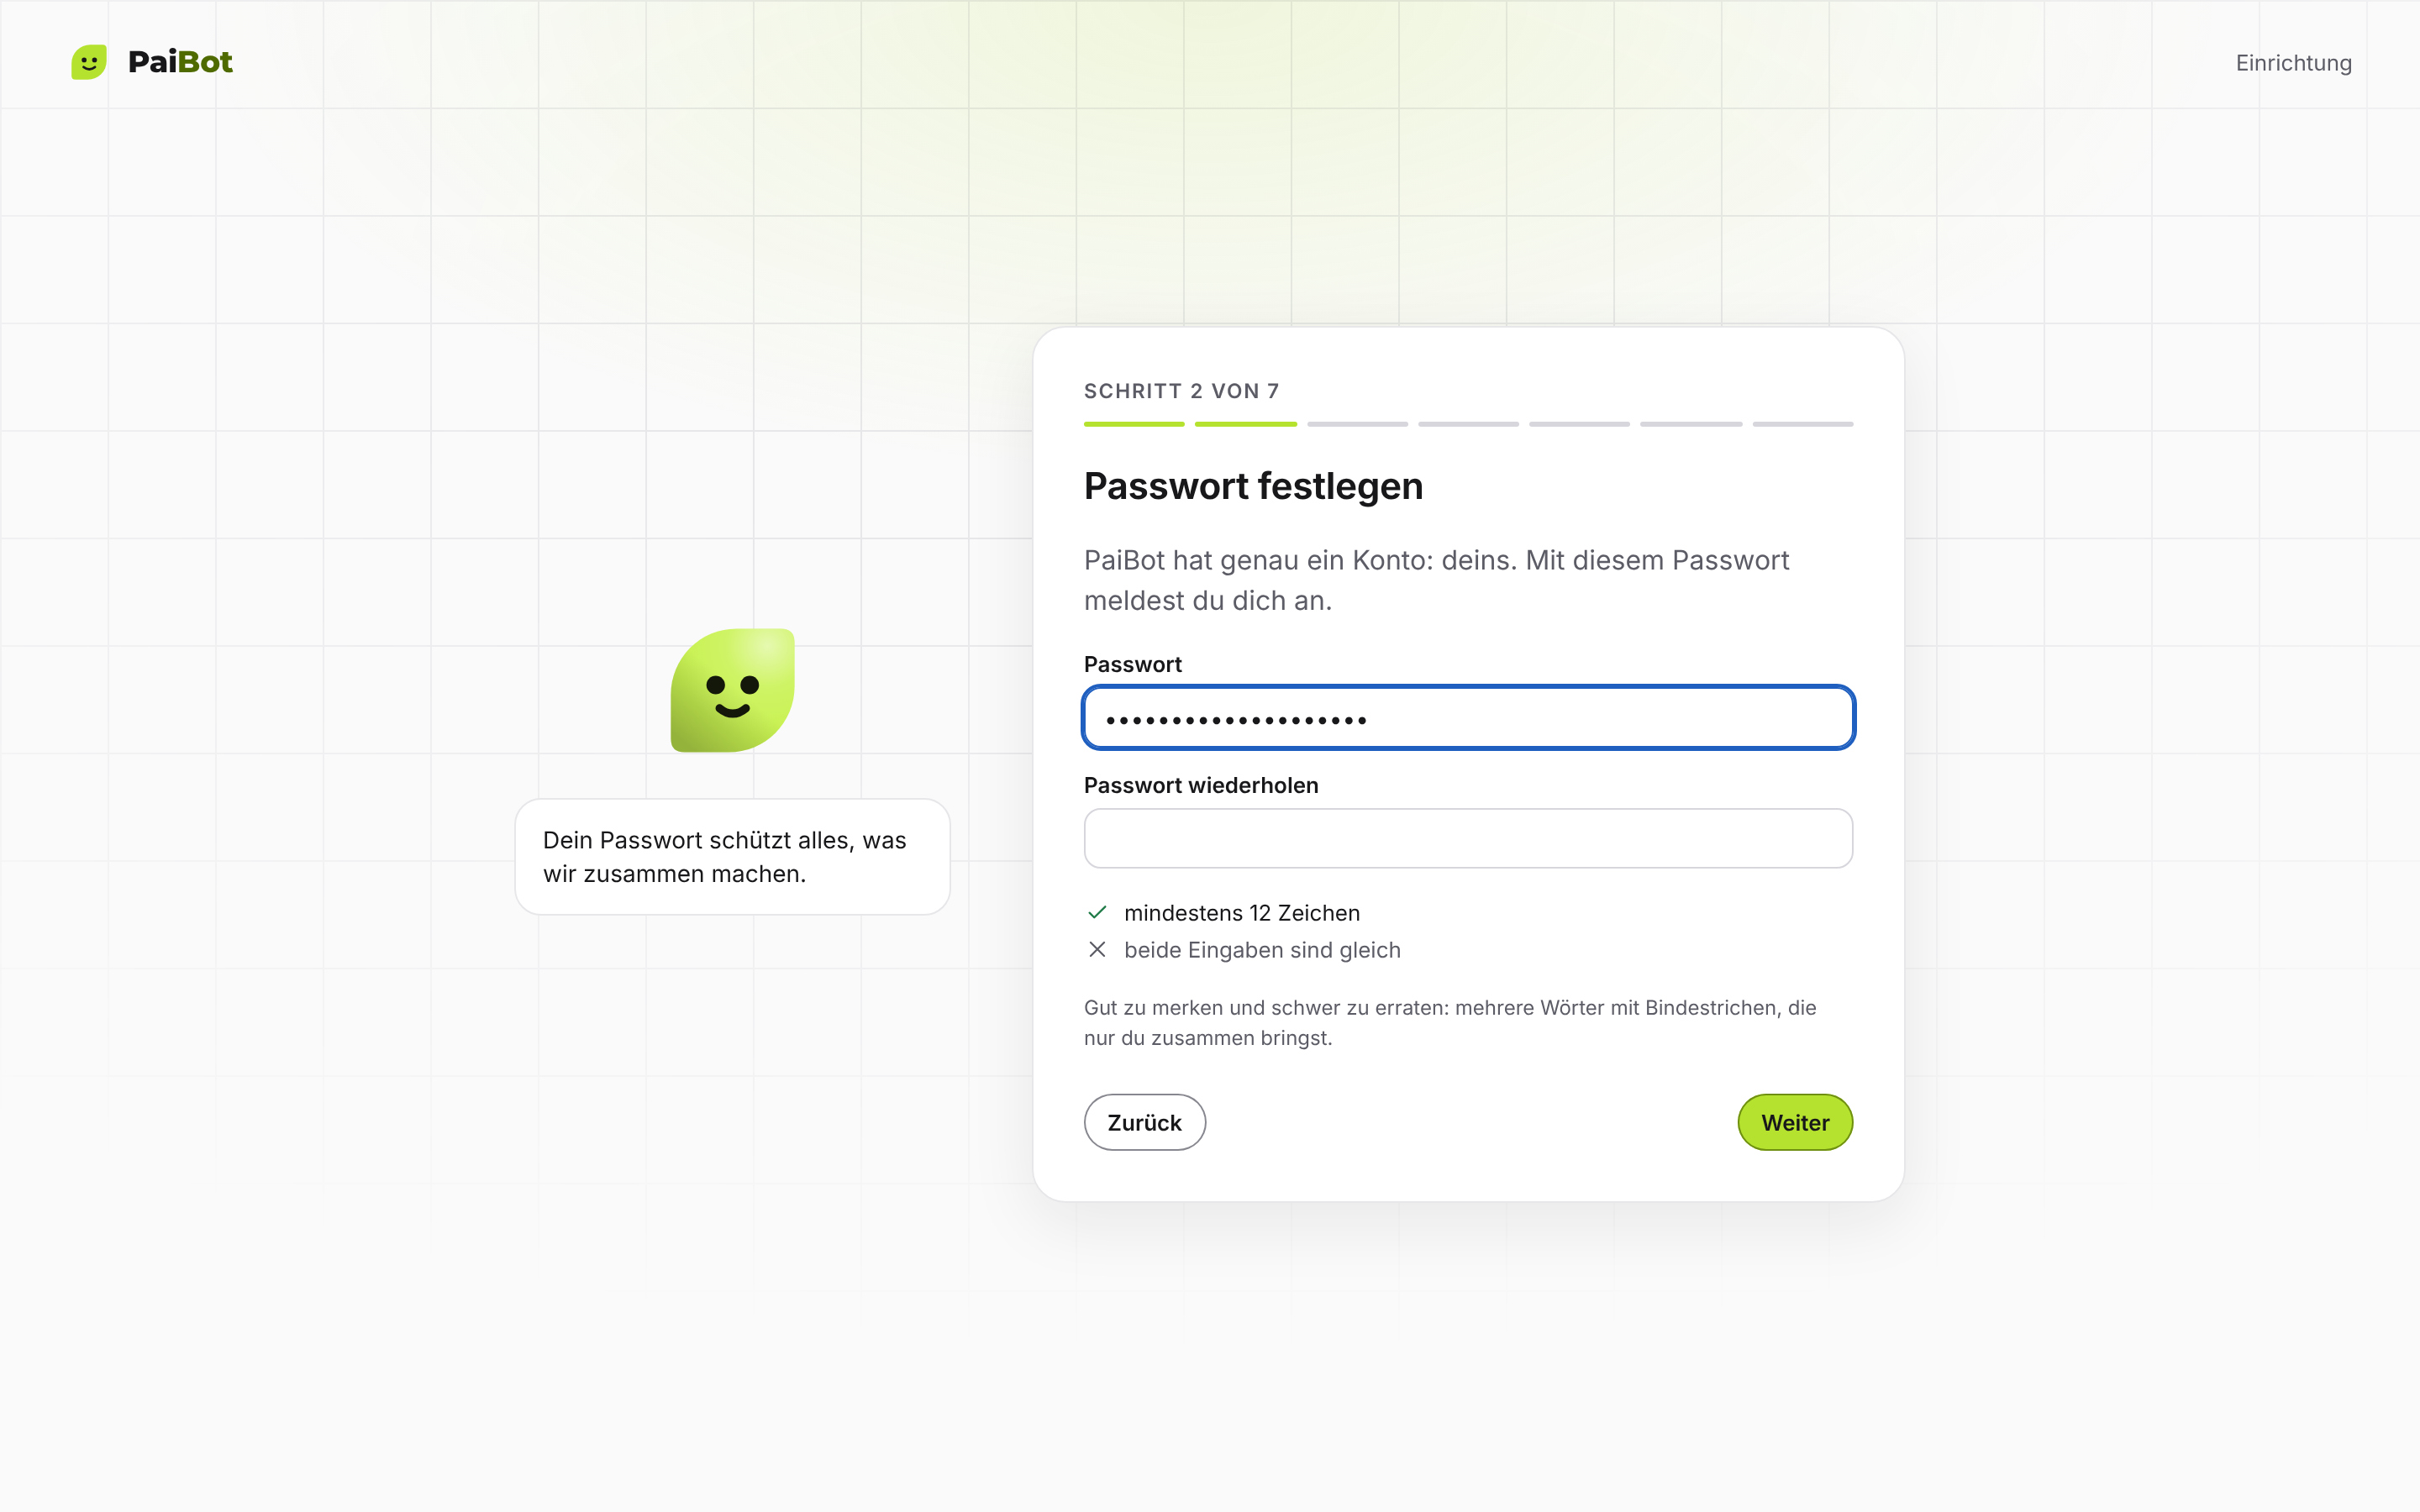 PaiBot
Einrichtung
Dein Passwort schützt alles, was
wir zusammen machen.
SCHRITT 2 VON 7
Passwort festlegen
PaiBot hat genau ein Konto: deins. Mit diesem Passwort
meldest du dich an.
Passwort
••••••••••••••••••••
Passwort wiederholen
mindestens 12 Zeichen
beide Eingaben sind gleich
Gut zu merken und schwer zu erraten: mehrere Wörter mit Bindestrichen, die
nur du zusammen bringst.
Zurück
Weiter